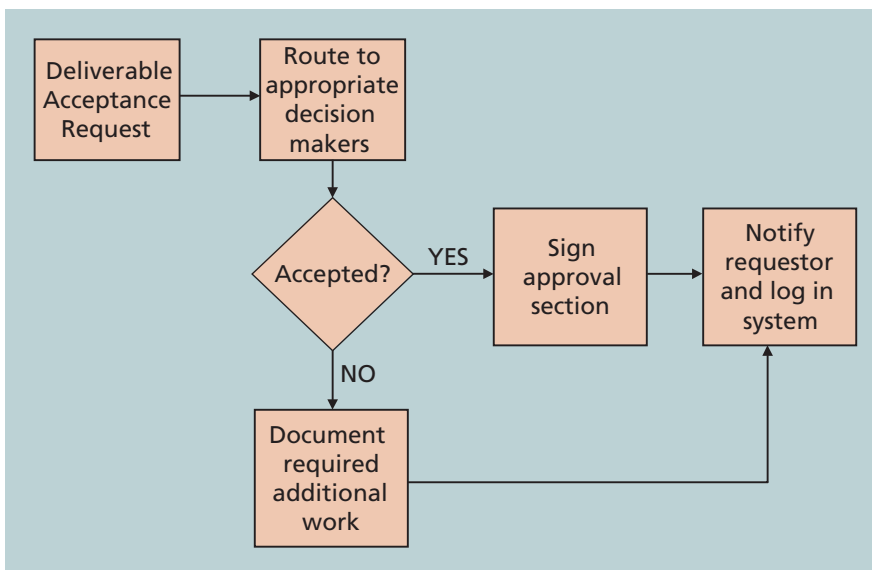 Deliverable
Acceptance
Request
Route to
appropriate
decision
makers
Accepted?
YES
Sign
approval
section
Notify
requestor
and log in
system
NO
Document
required
additional
work